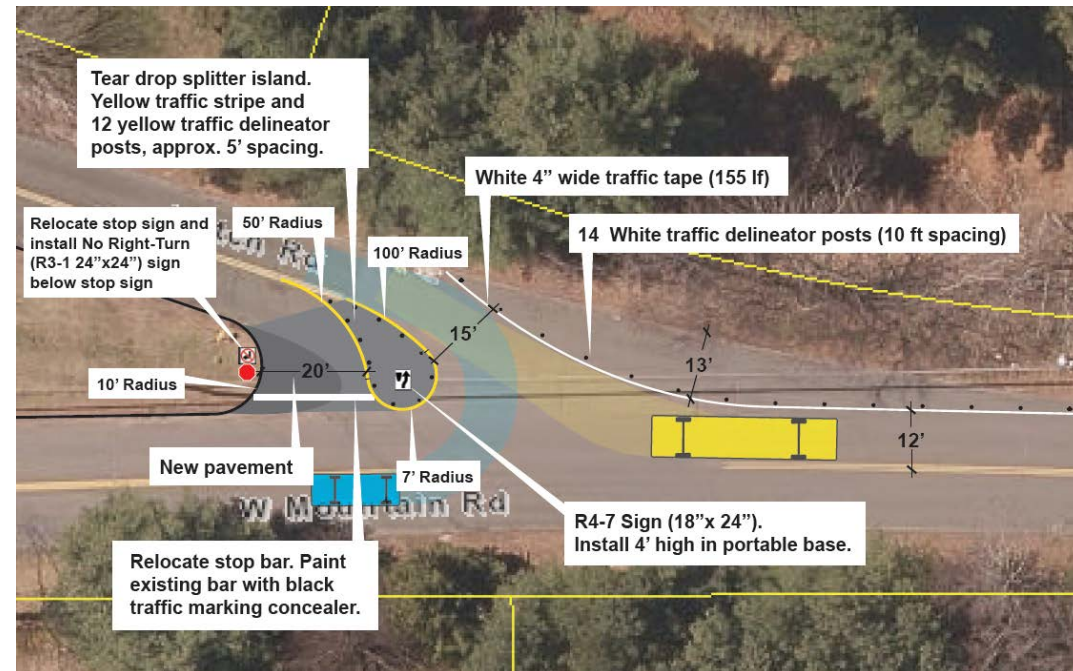 Tear drop splitter island.
Yellow traffic stripe and
12 yellow traffic delineator
posts, approx. 5’ spacing.
White 4” wide traffic tape (155 lf)
Relocate stop sign and
install No Right-Turn
(R3-1 24”x24”) sign
below stop sign
50’ Radius
100’ Radius
14 White traffic delineator posts (10 ft spacing)
15’
13’
20’
10’ Radius
12’
New pavement
7’ Radius
W Mountain Rd
R4-7 Sign (18”x 24”).
Install 4’ high in portable base.
Relocate stop bar. Paint
existing bar with black
traffic marking concealer.